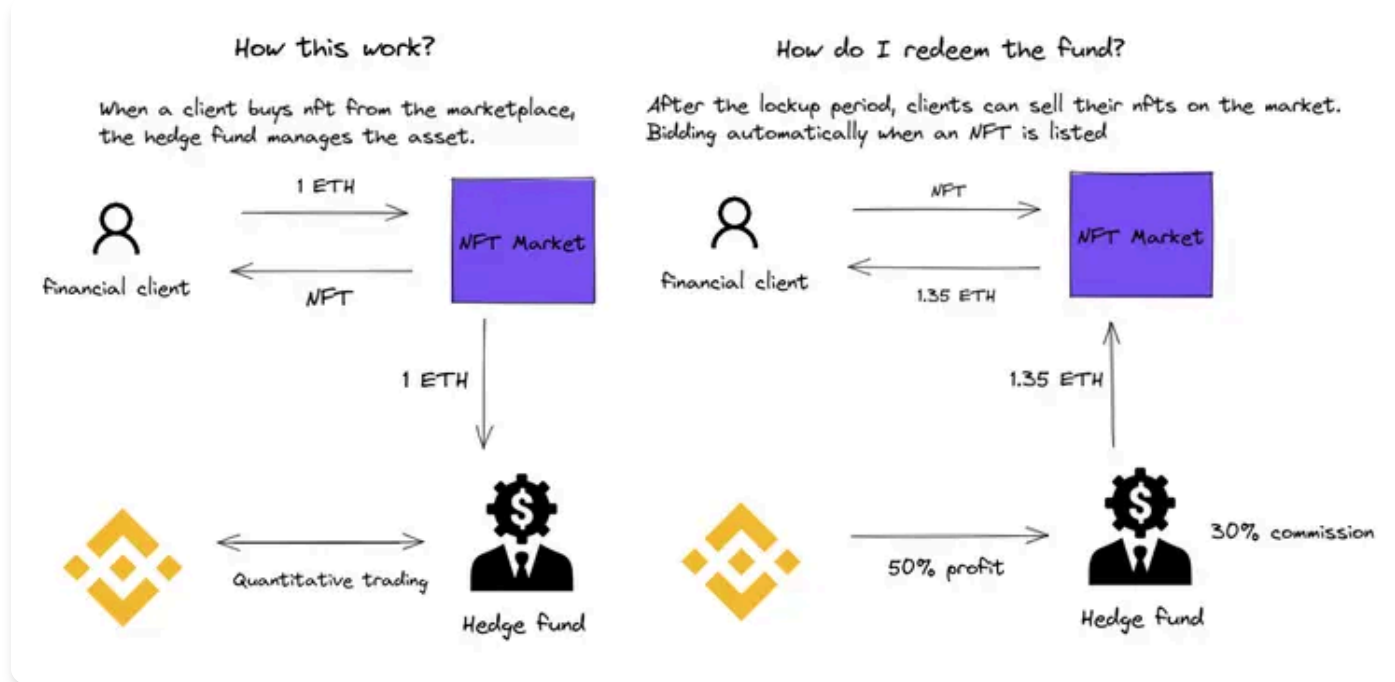 How this work?
When a client buys nft from the marketplace,
the hedge fund manages the asset.
1 ETH
NFT Market
financial client
NFT
1 ETH
Quantitative trading
Hedge fund
How do I redeem the fund?
After the lockup period, clients can sell their nfts on the market.
Bidding automatically when an NFT is listed
NFT
NFT Market
financial client
1.35 ETH
1.35 ETH
30% commission
50% profit
Hedge fund